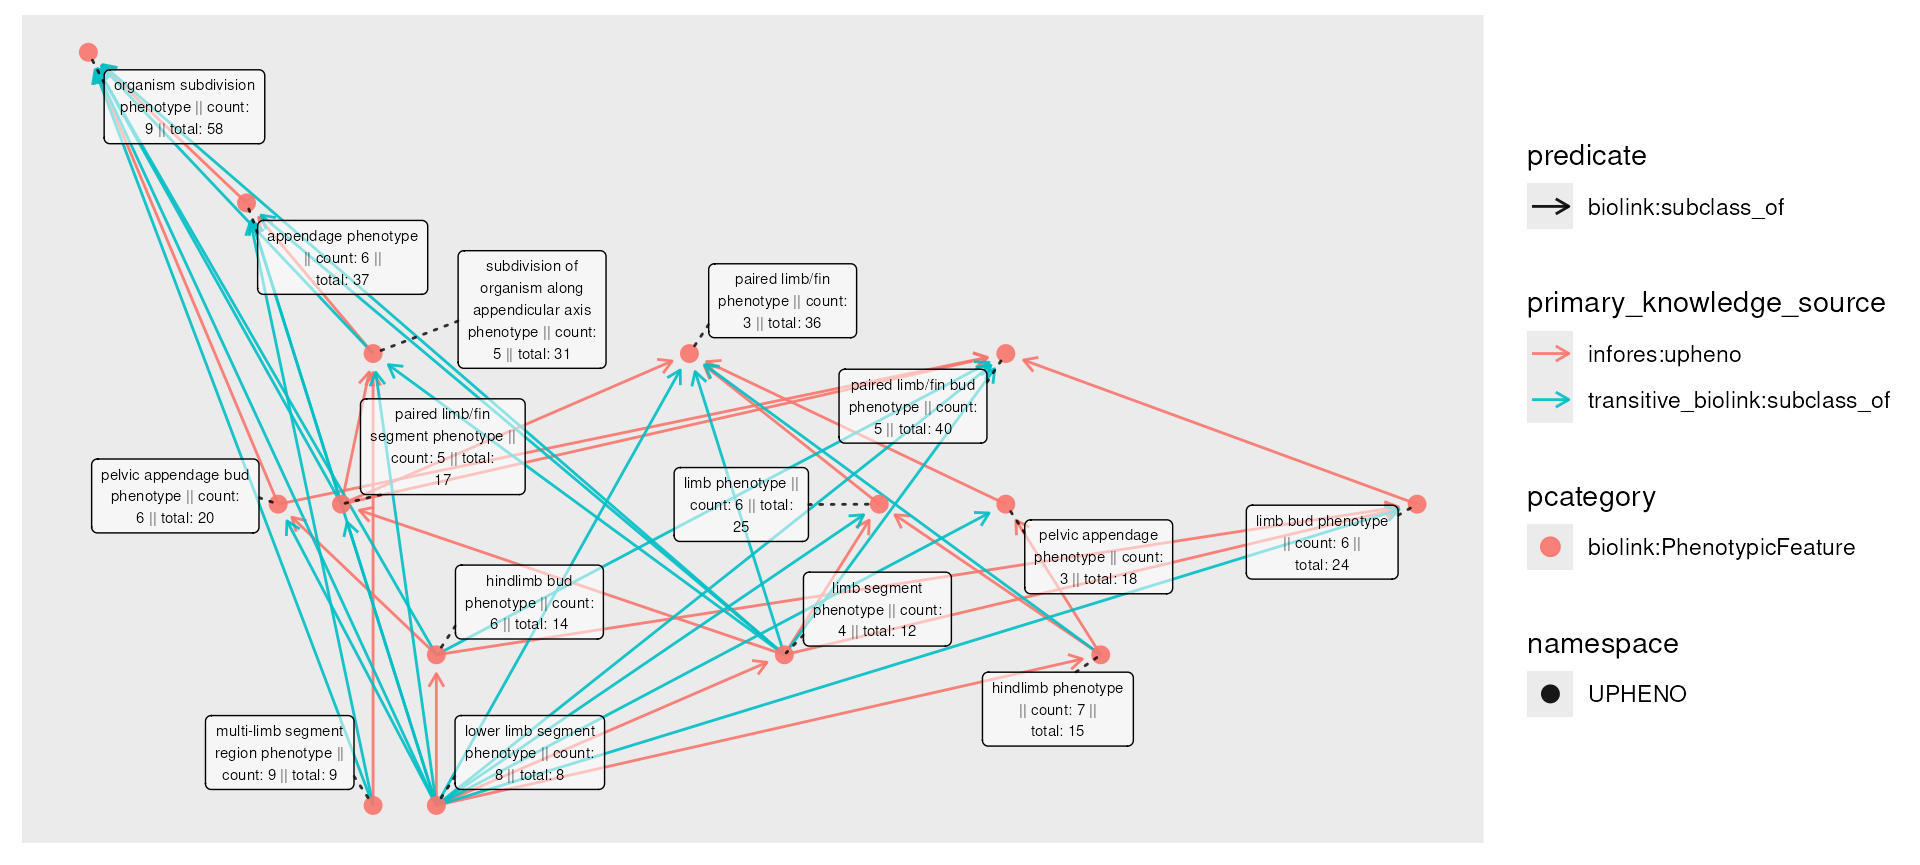 organism subdivision
phenotype || count:
9 || total: 58
appendage phenotype
|| count: 6 ||
total: 37
subdivision of
organism along
appendicular axis
phenotype || count:
5 || total: 31
paired limb/fin
phenotype || count:
3 || total: 36
paired limb/fin bud
phenotype || count:
5 || total: 40
paired limb/fin
segment phenotype ||
count: 5 || total:
17
pelvic appendage bud
phenotype || count:
6 || total: 20
limb phenotype ||
count: 6 || total:
25
pelvic appendage
phenotype || count:
3 || total: 18
limb bud phenotype
|| count: 6 ||
total: 24
hindlimb bud
phenotype || count:
6 || total: 14
limb segment
phenotype || count:
4 || total: 12
hindlimb phenotype
|| count: 7 ||
total: 15
multi-limb segment
region phenotype ||
count: 9 || total: 9
lower limb segment
phenotype || count:
8 || total: 8
predicate
biolink:subclass_of
primary_knowledge_source
infores:upheno
transitive_biolink:subclass_of
pcategory
biolink:PhenotypicFeature
namespace
UPHENO